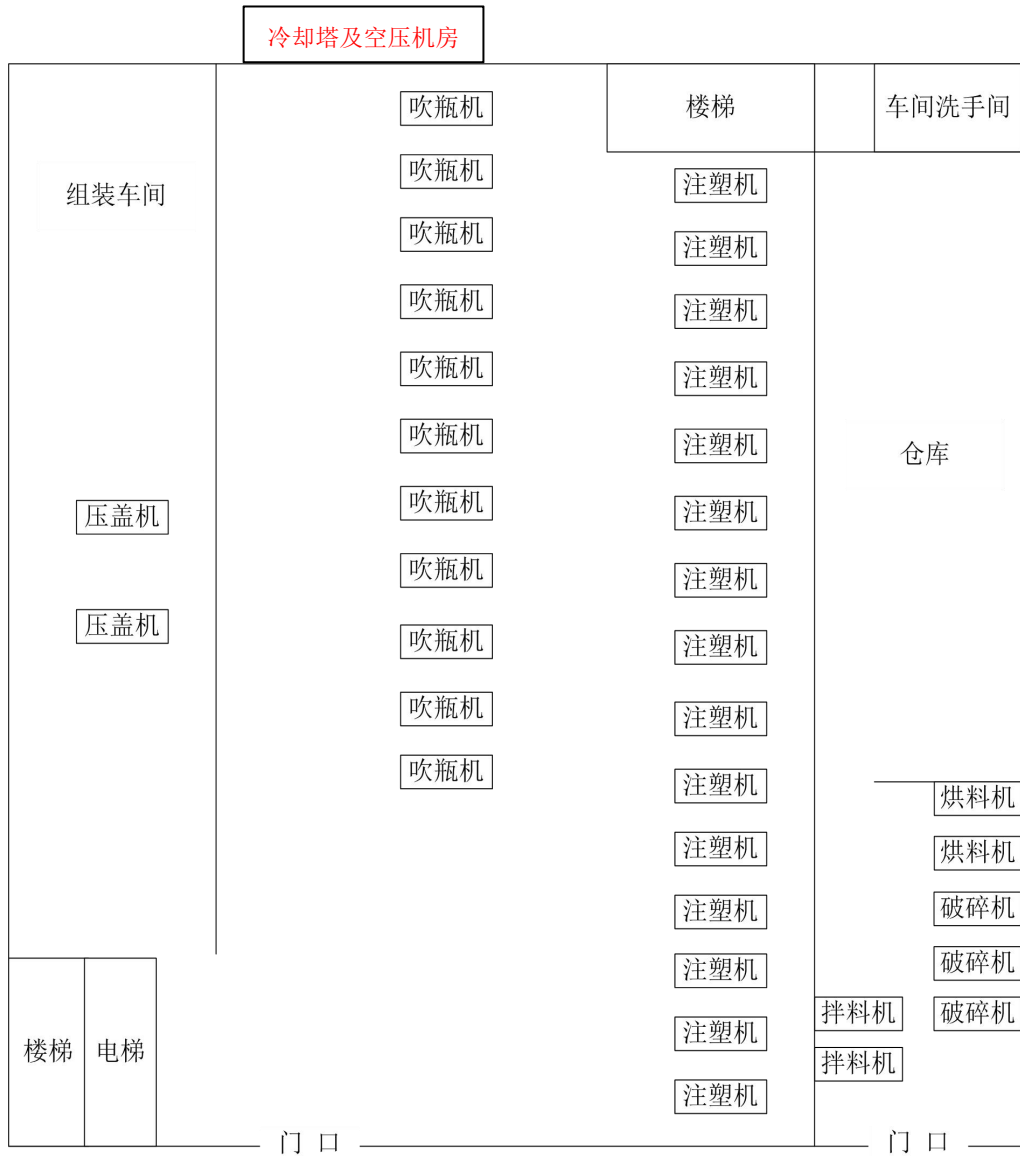 冷却塔及空压机房
吹瓶机
楼梯
车间洗手间
吹瓶机
注塑机
组装车间
吹瓶机
注塑机
吹瓶机
注塑机
吹瓶机
注塑机
吹瓶机
注塑机
仓库
吹瓶机
注塑机
压盖机
吹瓶机
注塑机
压盖机
吹瓶机
注塑机
吹瓶机
注塑机
吹瓶机
注塑机
烘料机
注塑机
烘料机
注塑机
破碎机
注塑机
破碎机
拌料机
破碎机
注塑机
楼梯
电梯
拌料机
注塑机
门 口
门 口